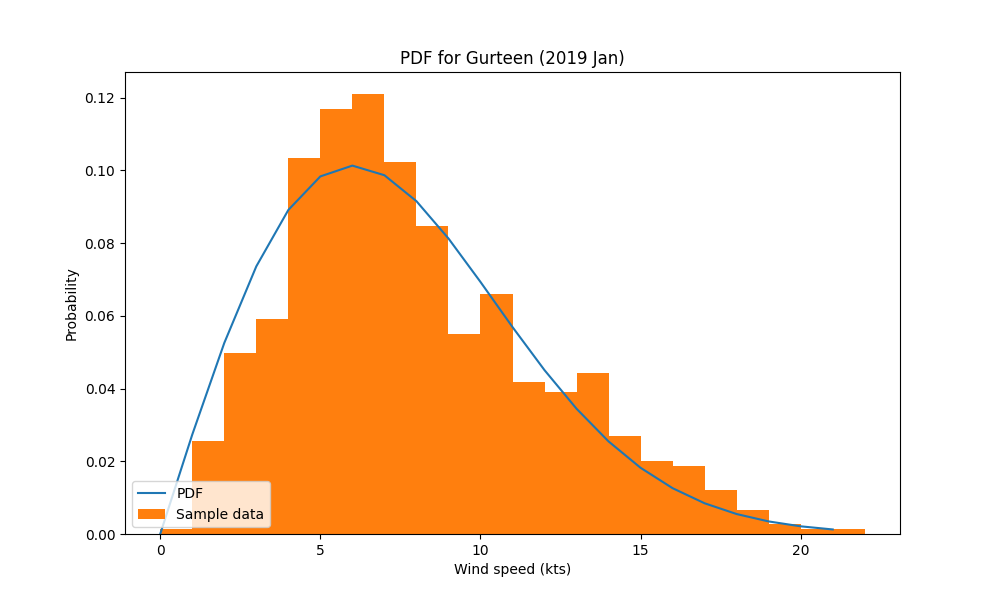 PDF for Gurteen (2019 Jan)
Probability
0.12
0.10
0.08
0.06
0.04
0.02
0.00
PDF
Sample data
0 5 10 15 20
Wind speed (kts)